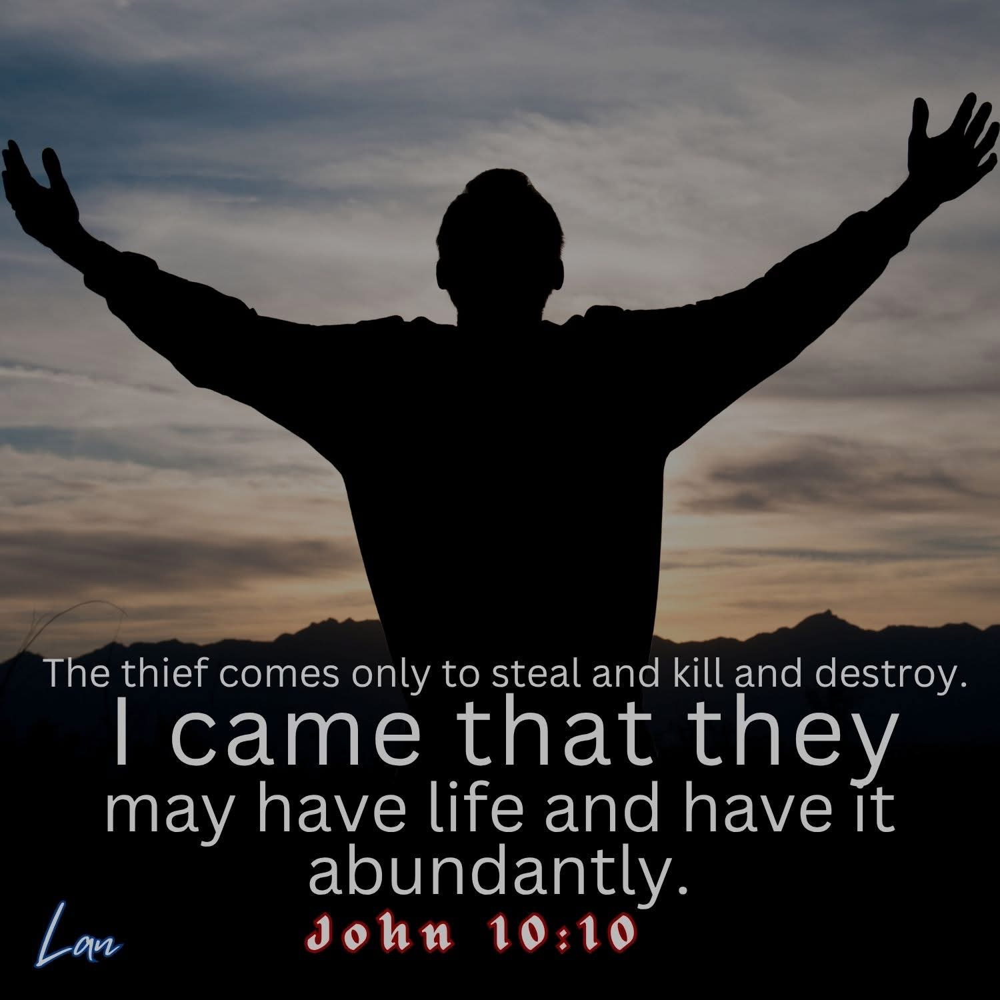 The thief comes only to steal and kill and destroy.
I came that they
may have life and have it
abundantly.
John 10:10
Lan